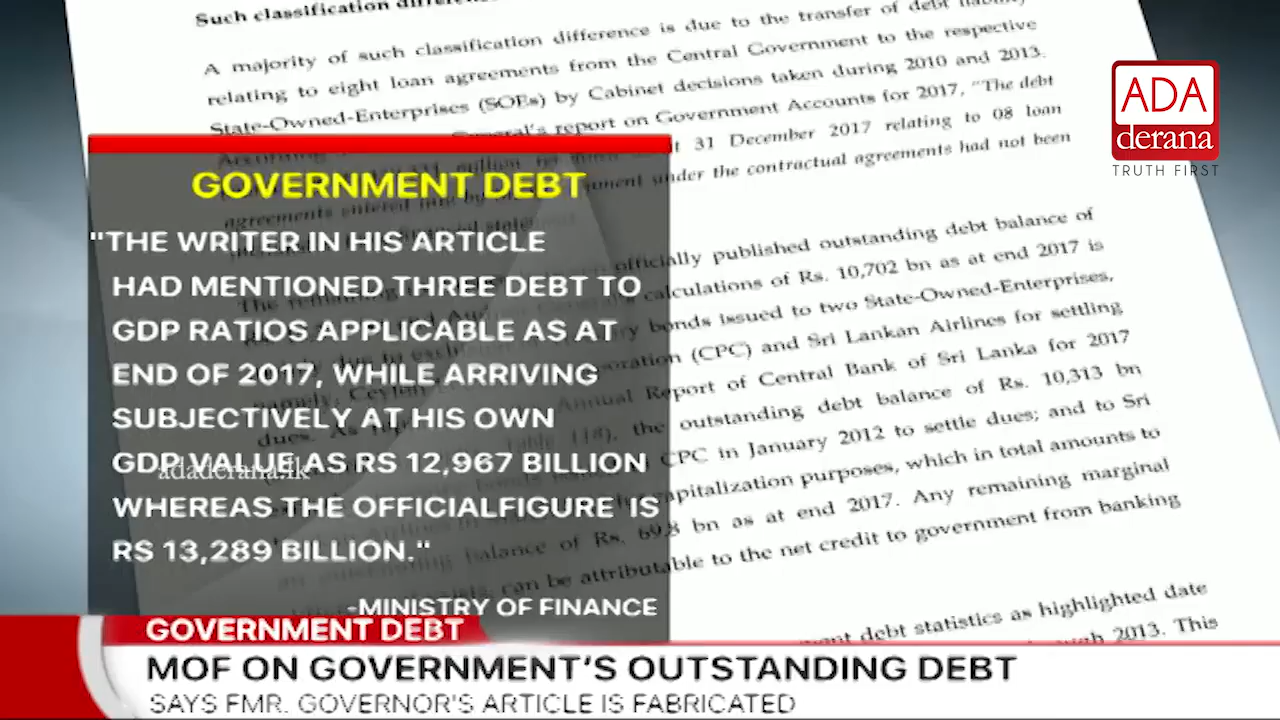 Such classification
A majority of such classification difference is due to the transfer of debt liability
relating to eight loan agreements from the Central Government to the respective
State-Owned-Enterprises (SOEs) by Cabinet decisions taken during 2010 and 2013.
report on Government Accounts for 2017, "The debt
31 December 2017 relating to 08 loan
under the contractual agreements had not been
officially published outstanding debt balance of
calculations of Rs. 10,702 bn as at end 2017 is
bonds issued to two State-Owned-Enterprises,
(CPC) and Sri Lankan Airlines for settling
Annual Report of Central Bank of Sri Lanka for 2017
the outstanding debt balance of Rs. 10,313 bn
CPC in January 2012 to settle dues; and to Sri
capitalization purposes, which in total amounts to
balance of Rs. 69.8 bn as at end 2017. Any remaining marginal
can be attributable to the net credit to government from banking
debt statistics as highlighted date
2013. This
ADA
derana
TRUTH FIRST
GOVERNMENT DEBT
"THE WRITER IN HIS ARTICLE
HAD MENTIONED THREE DEBT TO
GDP RATIOS APPLICABLE AS AT
END OF 2017, WHILE ARRIVING
SUBJECTIVELY AT HIS OWN
GDP VALUE AS RS 12,967 BILLION
adaderana.lk
WHEREAS THE OFFICIALFIGURE IS
RS 13,289 BILLION."
-MINISTRY OF FINANCE
GOVERNMENT DEBT
MOF ON GOVERNMENT'S OUTSTANDING DEBT
SAYS FMR. GOVERNOR'S ARTICLE IS FABRICATED